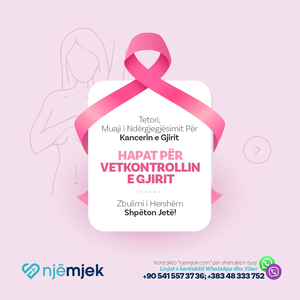 Tetori,
Muaji i Ndërgjegjësimit Për
Kancerin e Gjirit
HAPAT PËR
VETKONTROLLIN
E GJIRIT
Zbulimi i Hershëm
Shpëton Jetë!
njëmjek
Kontakto "njemjek.com" për shëndetin tuaj
Linjat e kontaktit WhatsApp dhe Viber
+90 541 557 37 36; +383 48 333 752